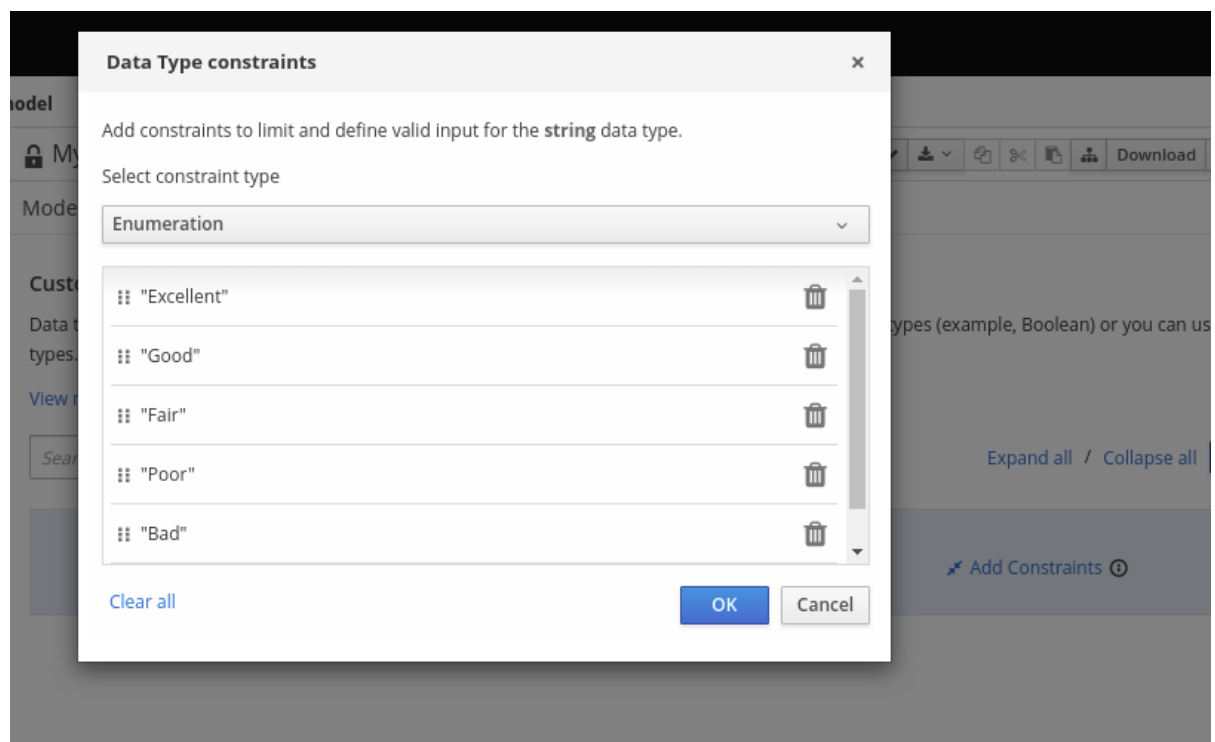 Data Type constraints
×
Add constraints to limit and define valid input for the string data type.
Select constraint type
Enumeration
"Excellent"
"Good"
"Fair"
"Poor"
"Bad"
Clear all
OK
Cancel
Download
View
Data
types.
types (example, Boolean) or you can
Expand all / Collapse all
Add Constraints